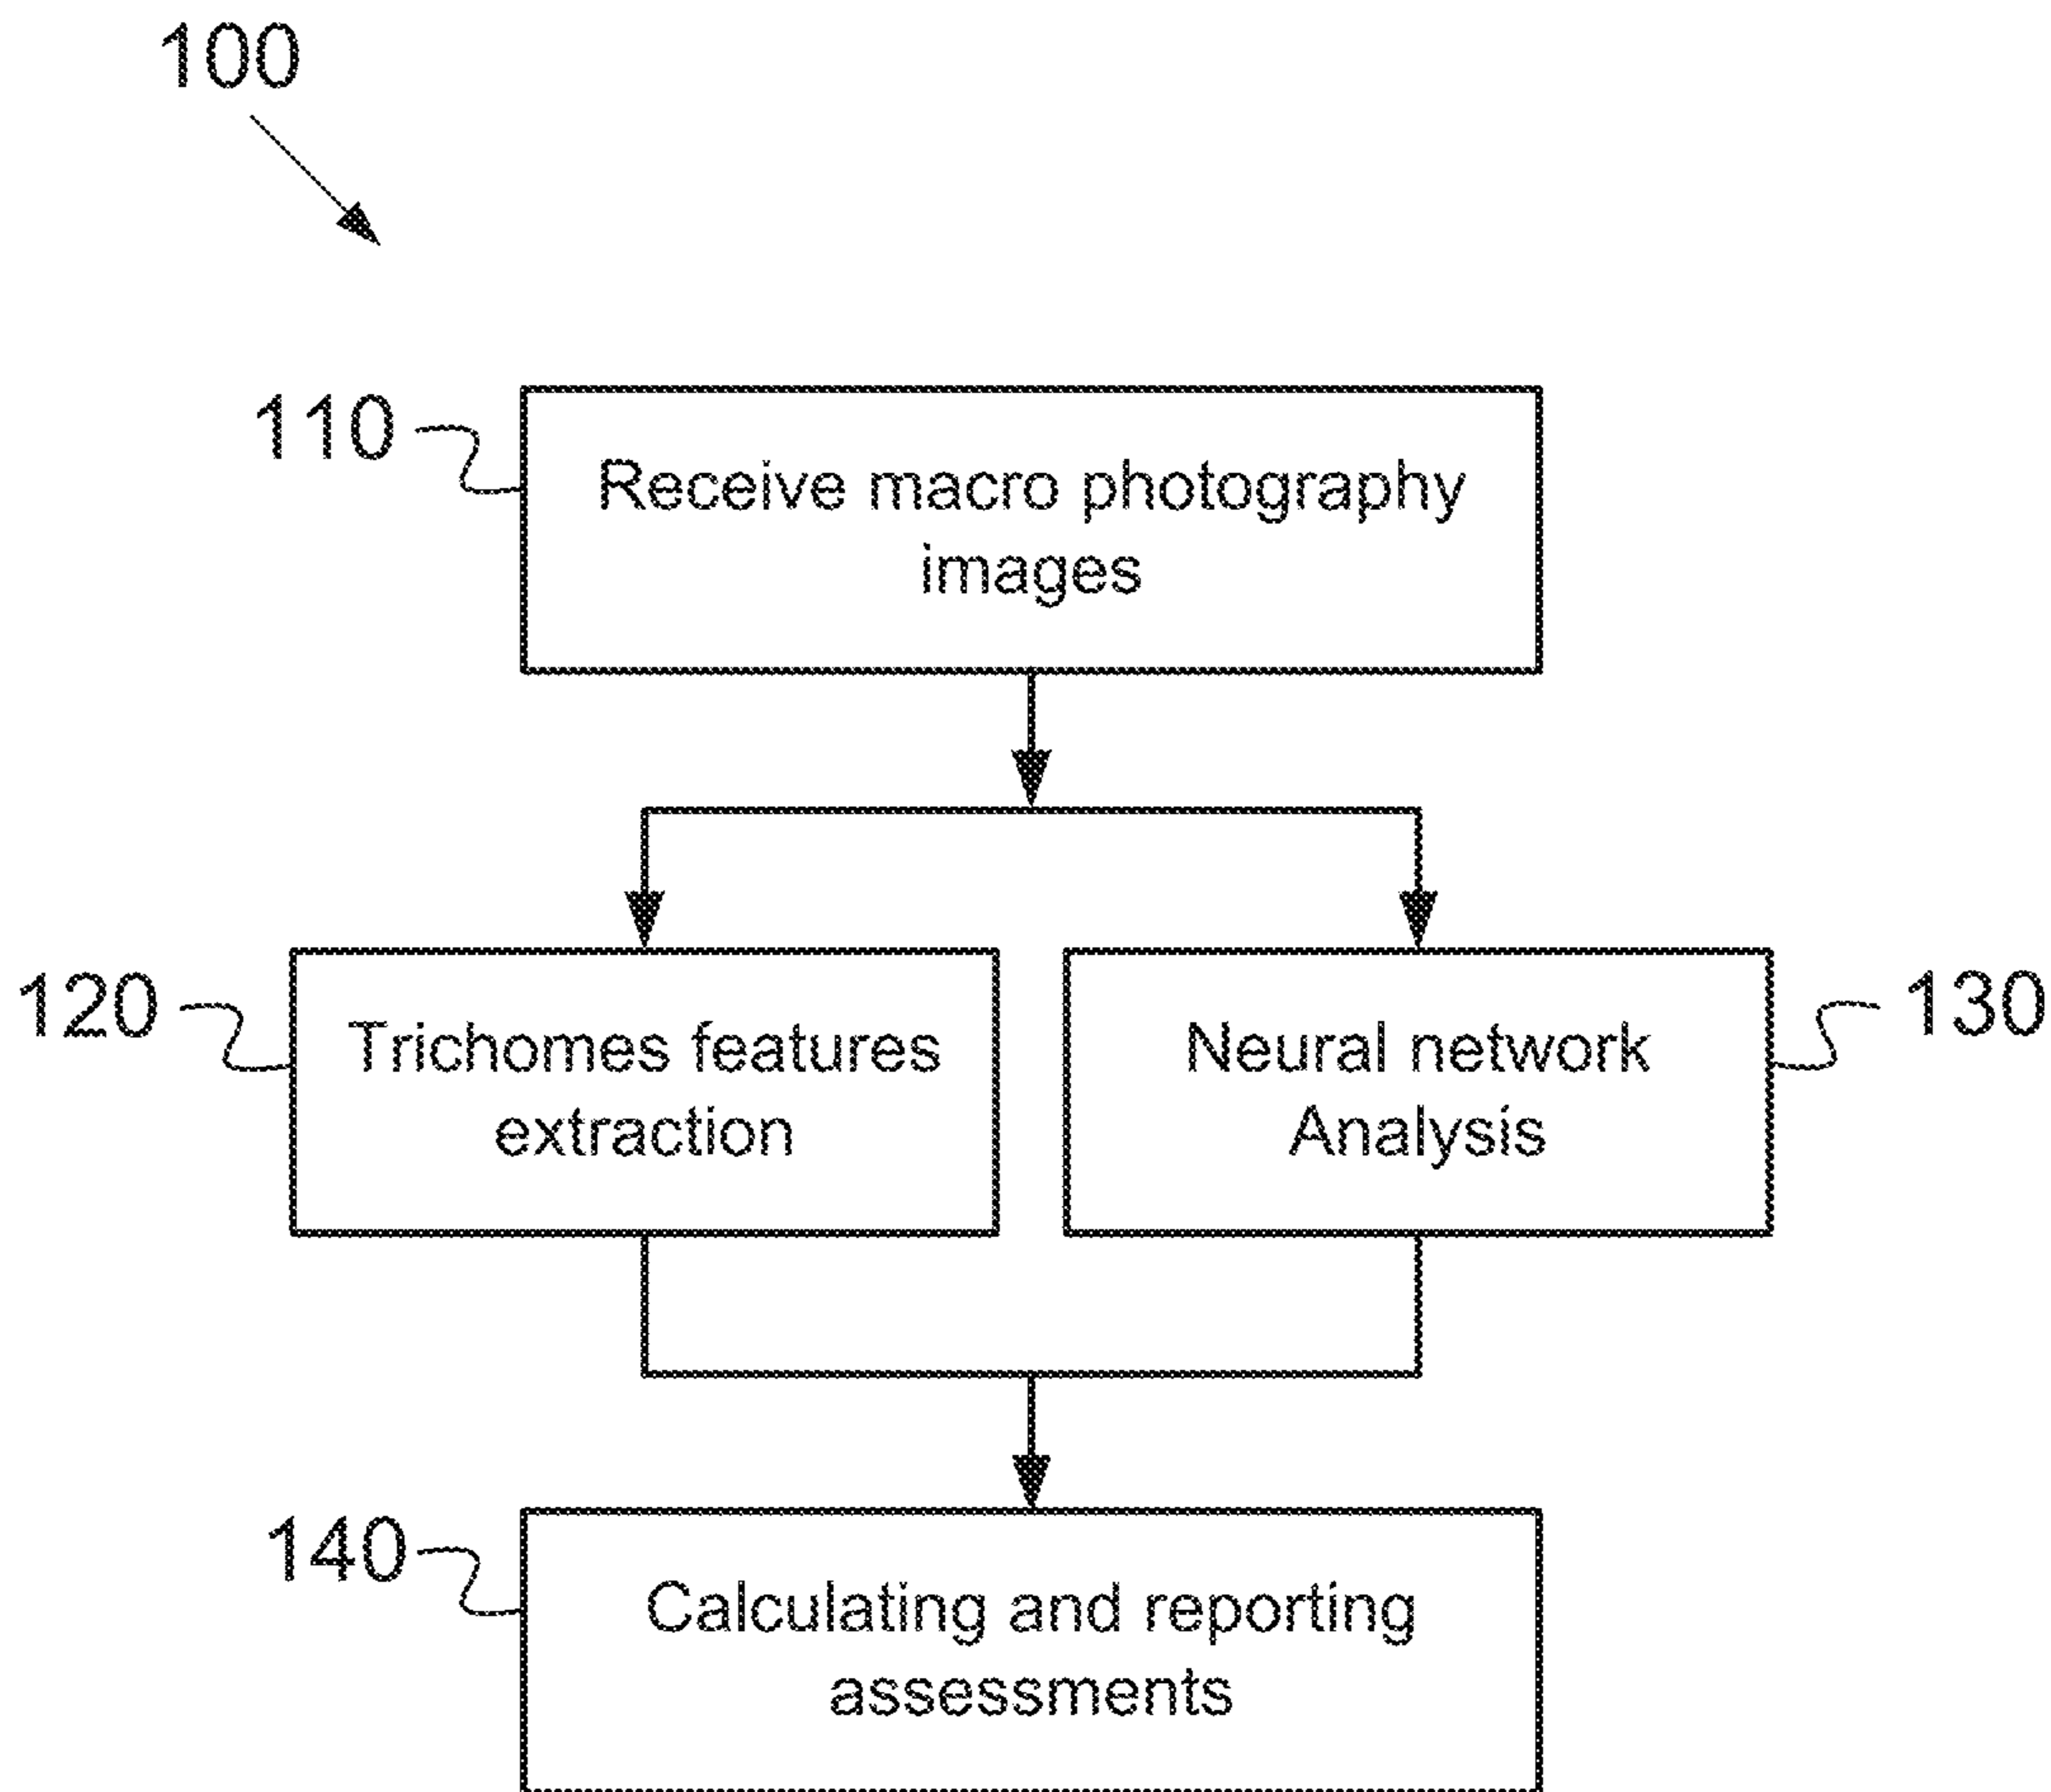 100
110
Receive macro photography
images
120
Trichomes features
extraction
Neural network
Analysis
130
140
Calculating and reporting
assessments